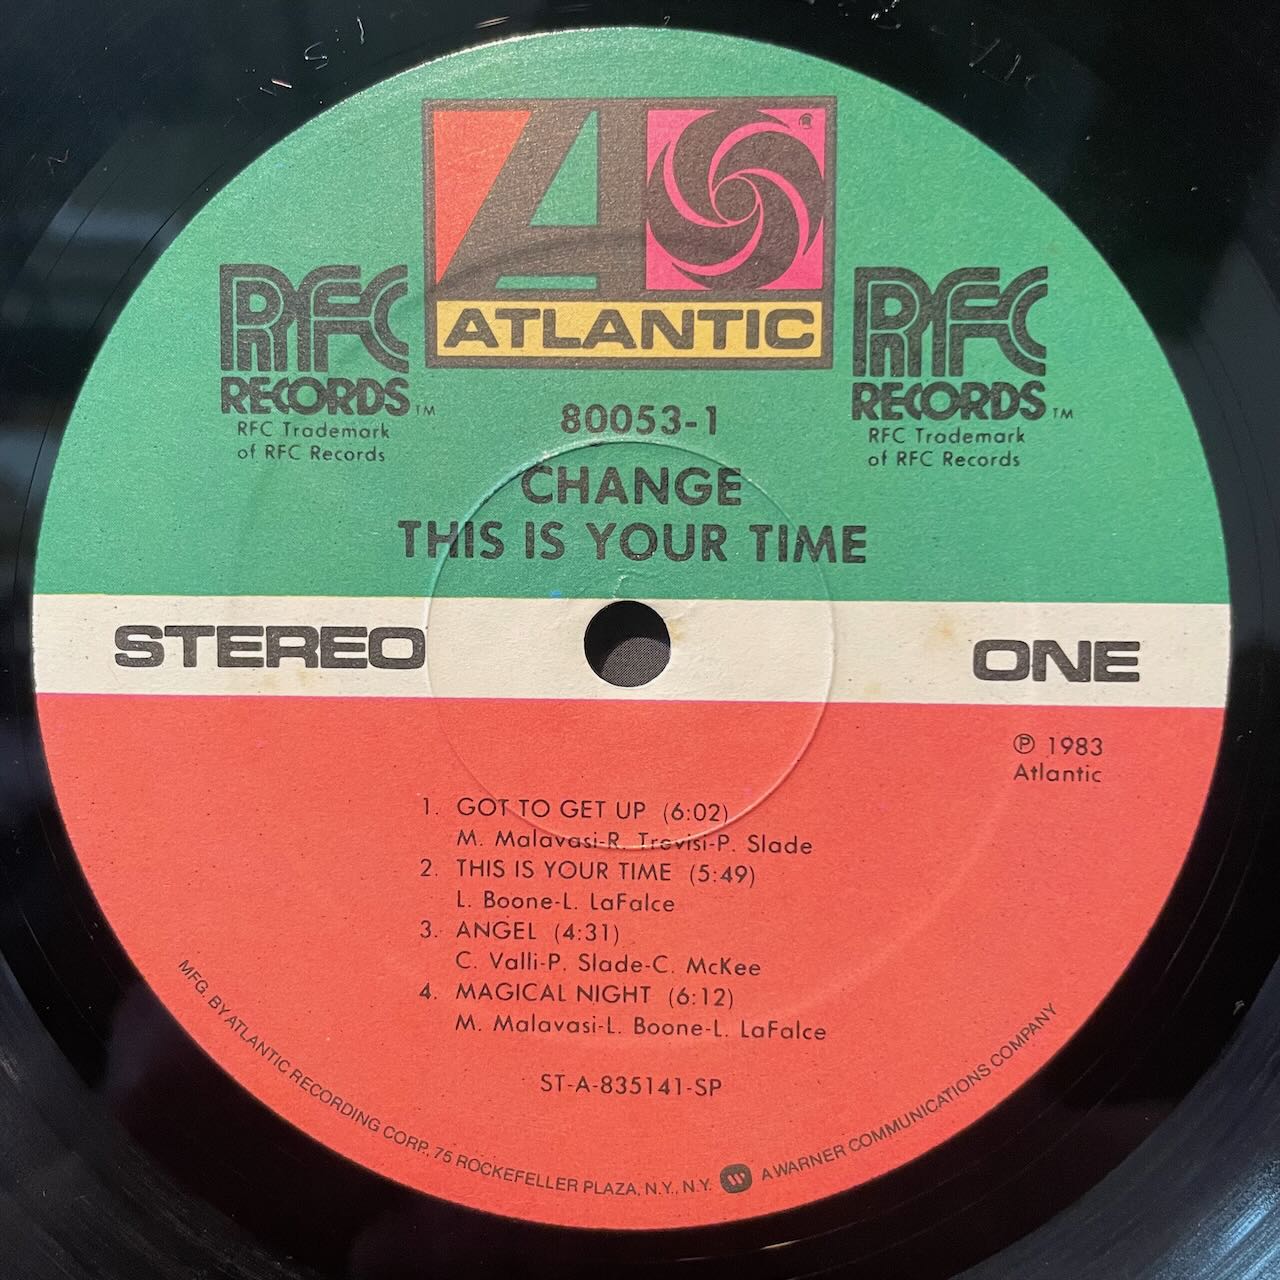 ATLANTIC
®
RFC
RECORDS™
RFC Trademark
of RFC Records
RFC
RECORDS™
RFC Trademark
of RFC Records
80053-1
CHANGE
THIS IS YOUR TIME
STEREO
ONE
℗ 1983
Atlantic
1. GOT TO GET UP (6:02)
M. Malavasi-R. Trevisi-P. Slade
2. THIS IS YOUR TIME (5:49)
L. Boone-L. LaFalce
3. ANGEL (4:31)
C. Valli-P. Slade-C. McKee
4. MAGICAL NIGHT (6:12)
M. Malavasi-L. Boone-L. LaFalce
ST-A-835141-SP
MFG. BY ATLANTIC RECORDING CORP., 75 ROCKEFELLER PLAZA, N.Y., N.Y. A WARNER COMMUNICATIONS COMPANY